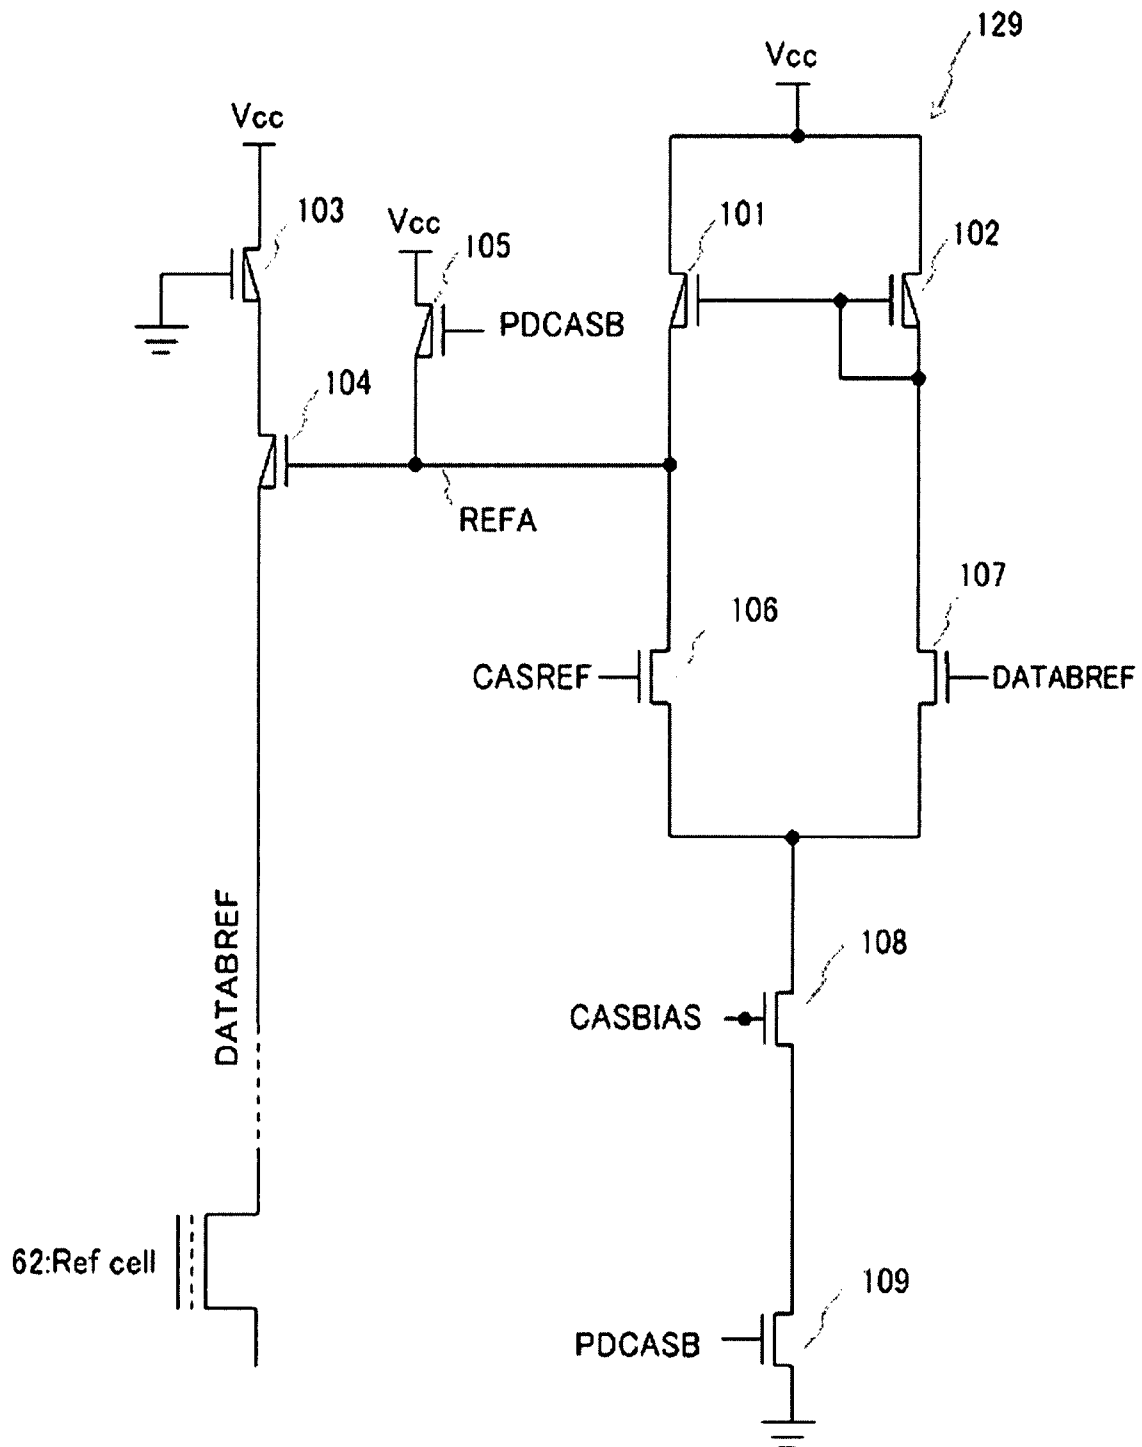 129
Vcc
Vcc
103
Vcc
105
101
102
PDCASB
104
REFA
107
106
CASREF
DATABREF
DATABREF
108
CASBIAS
62:Ref cell
109
PDCASB